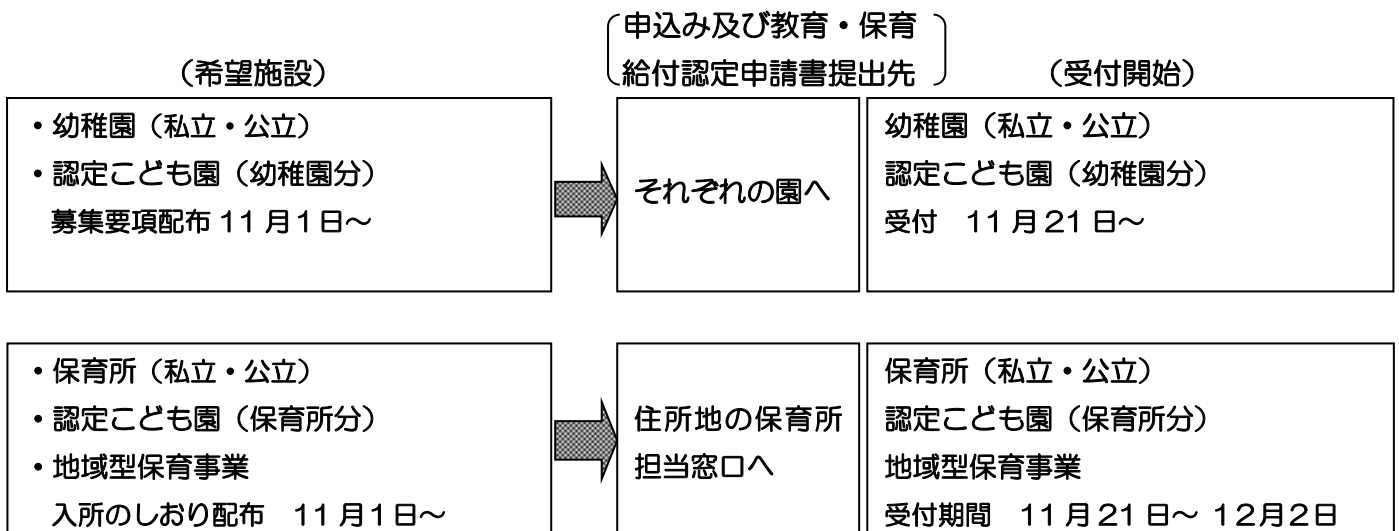 申込み及び教育・保育
給付認定申請書提出先
（希望施設）
（受付開始）
・幼稚園（私立・公立）
・認定こども園（幼稚園分）
募集要項配布 11 月1日～
それぞれの園へ
幼稚園（私立・公立）
認定こども園（幼稚園分）
受付　11 月 21 日～
・保育所（私立・公立）
・認定こども園（保育所分）
・地域型保育事業
入所のしおり配布　11 月1日～
住所地の保育所
担当窓口へ
保育所（私立・公立）
認定こども園（保育所分）
地域型保育事業
受付期間　11 月 21 日～ １２月２日